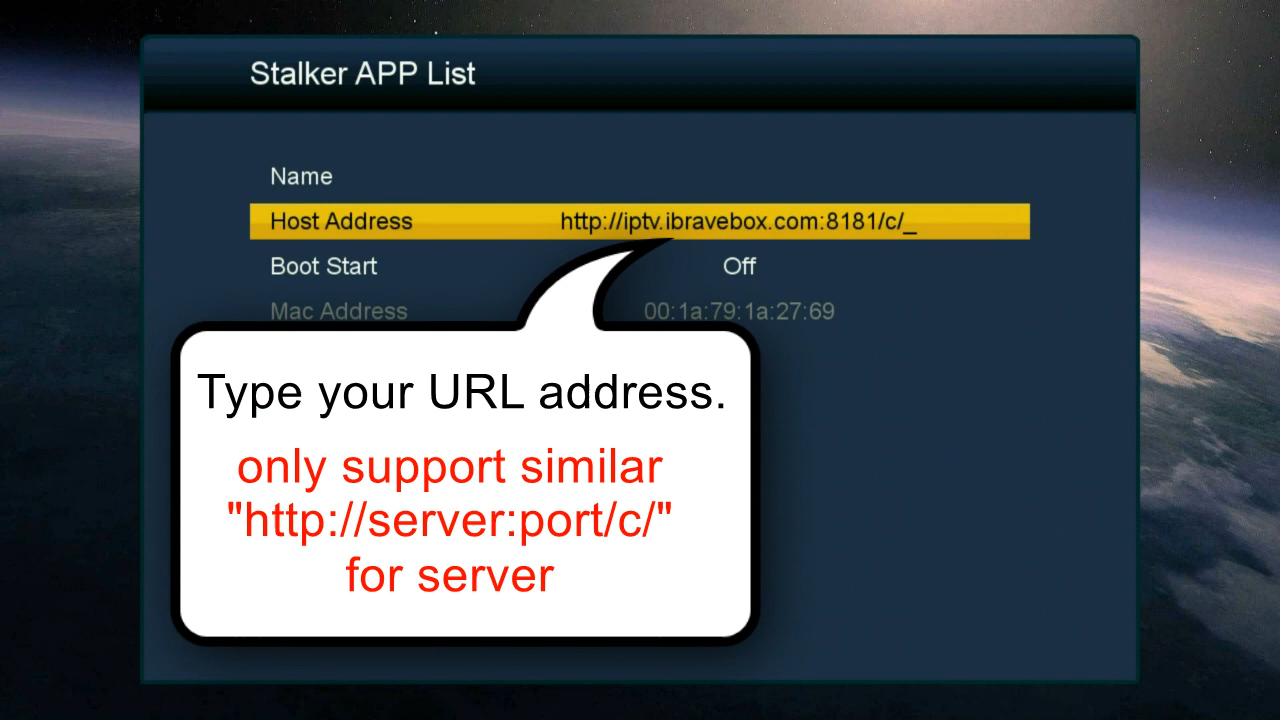 Stalker APP List
Name
Host Address http://iptv.ibravebox.com:8181/c/_
Boot Start Off
Mac Address 00:1a:79:1a:27:69
Type your URL address.
only support similar
"http://server:port/c/"
for server